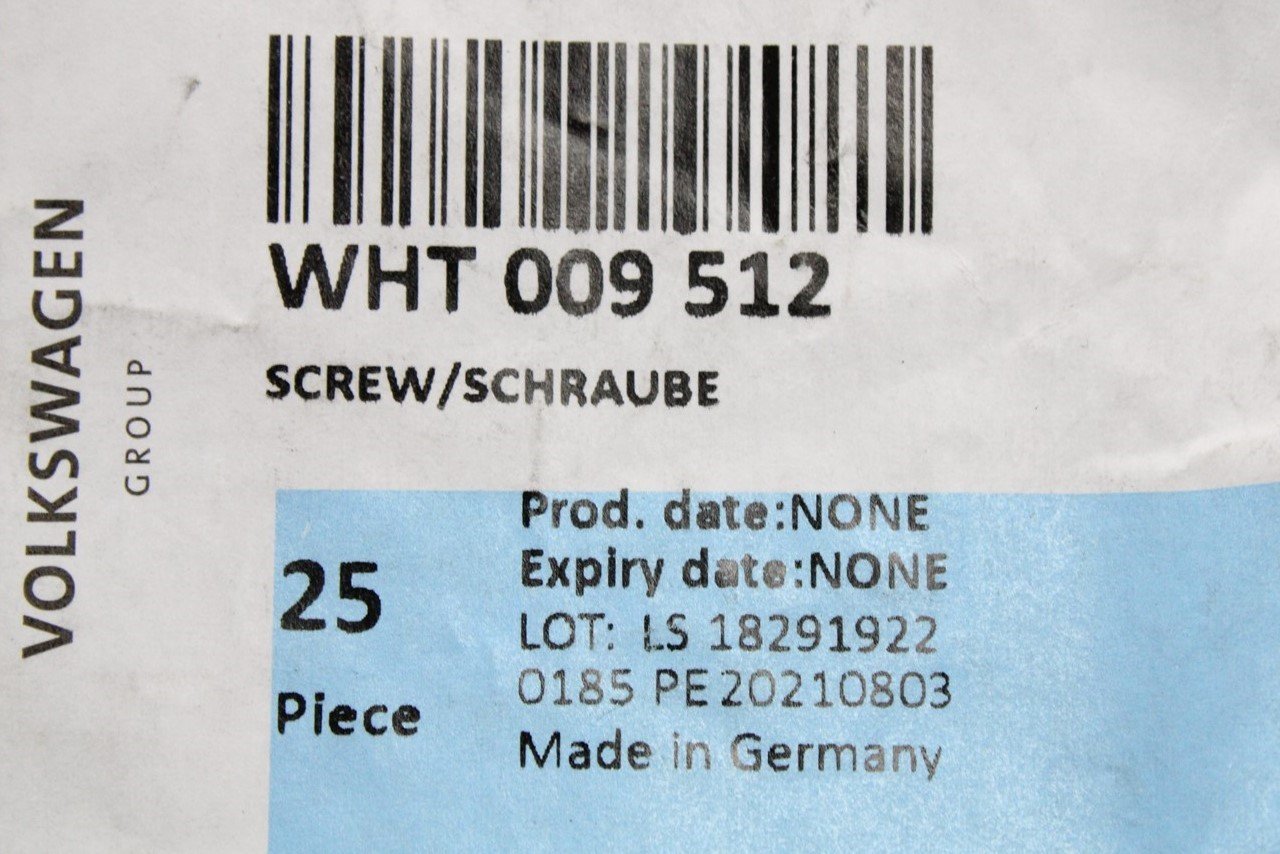 VOLKSWAGEN
GROUP
WHT 009 512
SCREW/SCHRAUBE
25
Piece
Prod. date:NONE
Expiry date:NONE
LOT: LS 18291922
0185 PE 20210803
Made in Germany